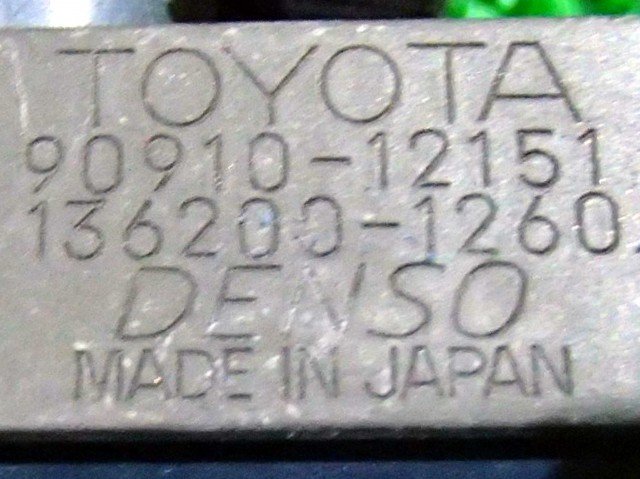 TOYOTA
90910-12151
136200-1260.
DENSO
MADE IN JAPAN